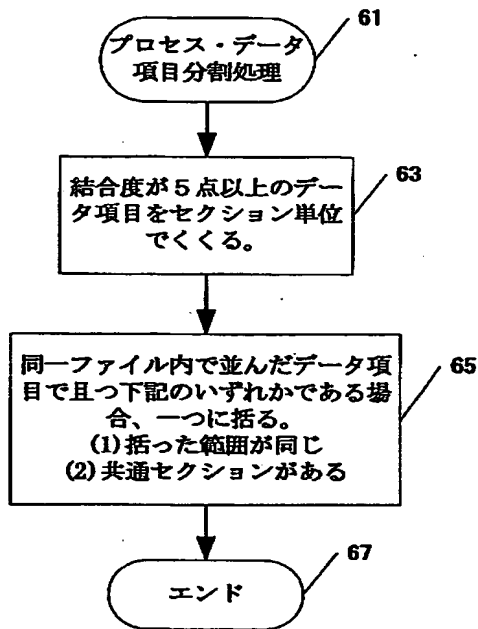 プロセス・データ
項目分割処理
61
結合度が5点以上のデー
タ項目をセクション単位
でくくる。
63
同一ファイル内で並んだデータ項
目で且つ下記のいずれかである場
合、一つに括る。
(1)括った範囲が同じ
(2)共通セクションがある
65
エンド
67